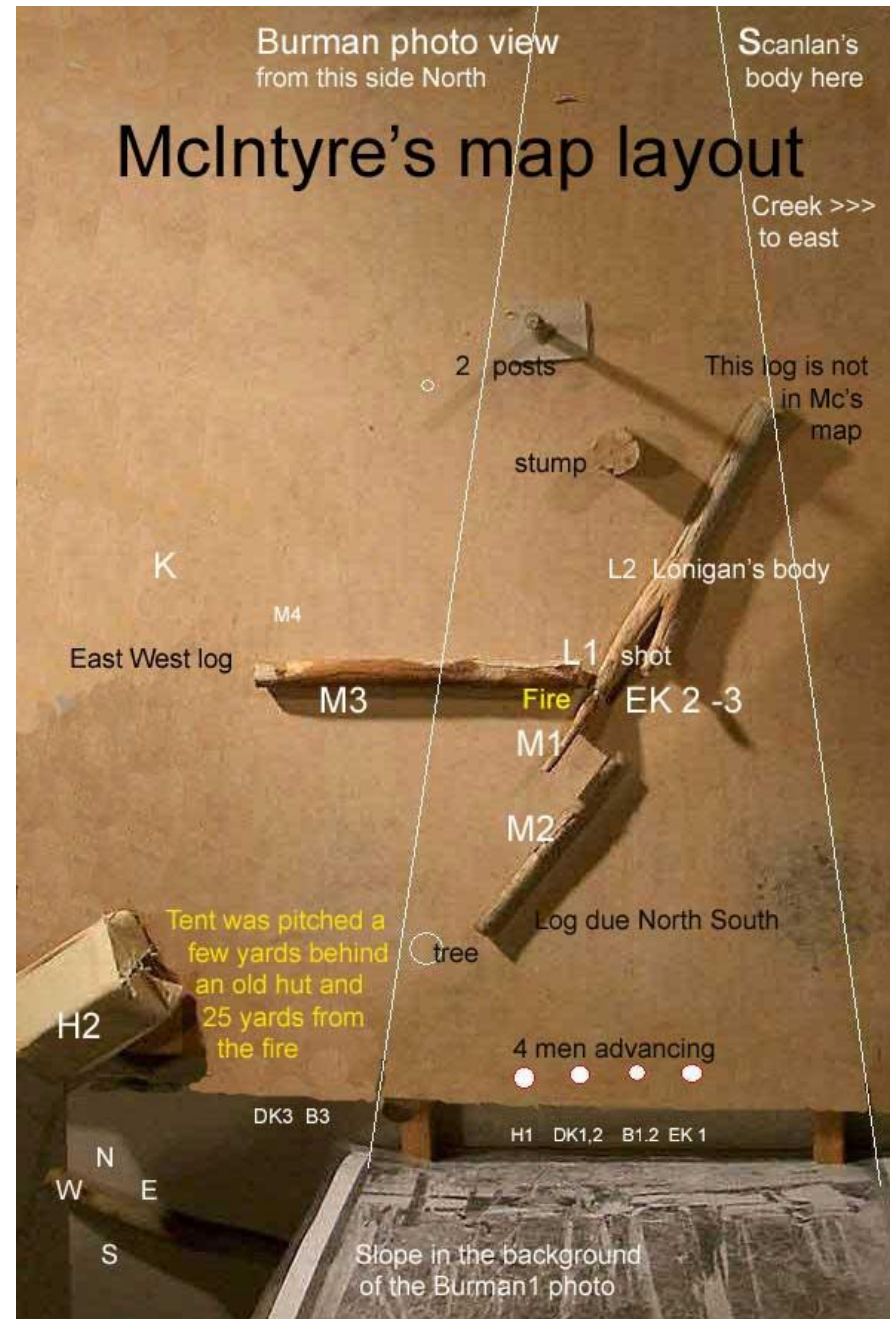 Burman photo view
from this side North
Scanlan's
body here
McIntyre's map layout
Creek >>>
to east
2 posts
This log is not
in Mc's
map
stump
K
L2 Lonigan's body
M4
East West log
L1 shot
M3
Fire
EK 2 -3
M1
M2
Tent was pitched a
few yards behind
an old hut and
25 yards from
the fire
Log due North South
tree
H2
4 men advancing
DK3 B3
H1 DK1,2 B1.2 EK 1
N
W E
S
Slope in the background
of the Burman1 photo